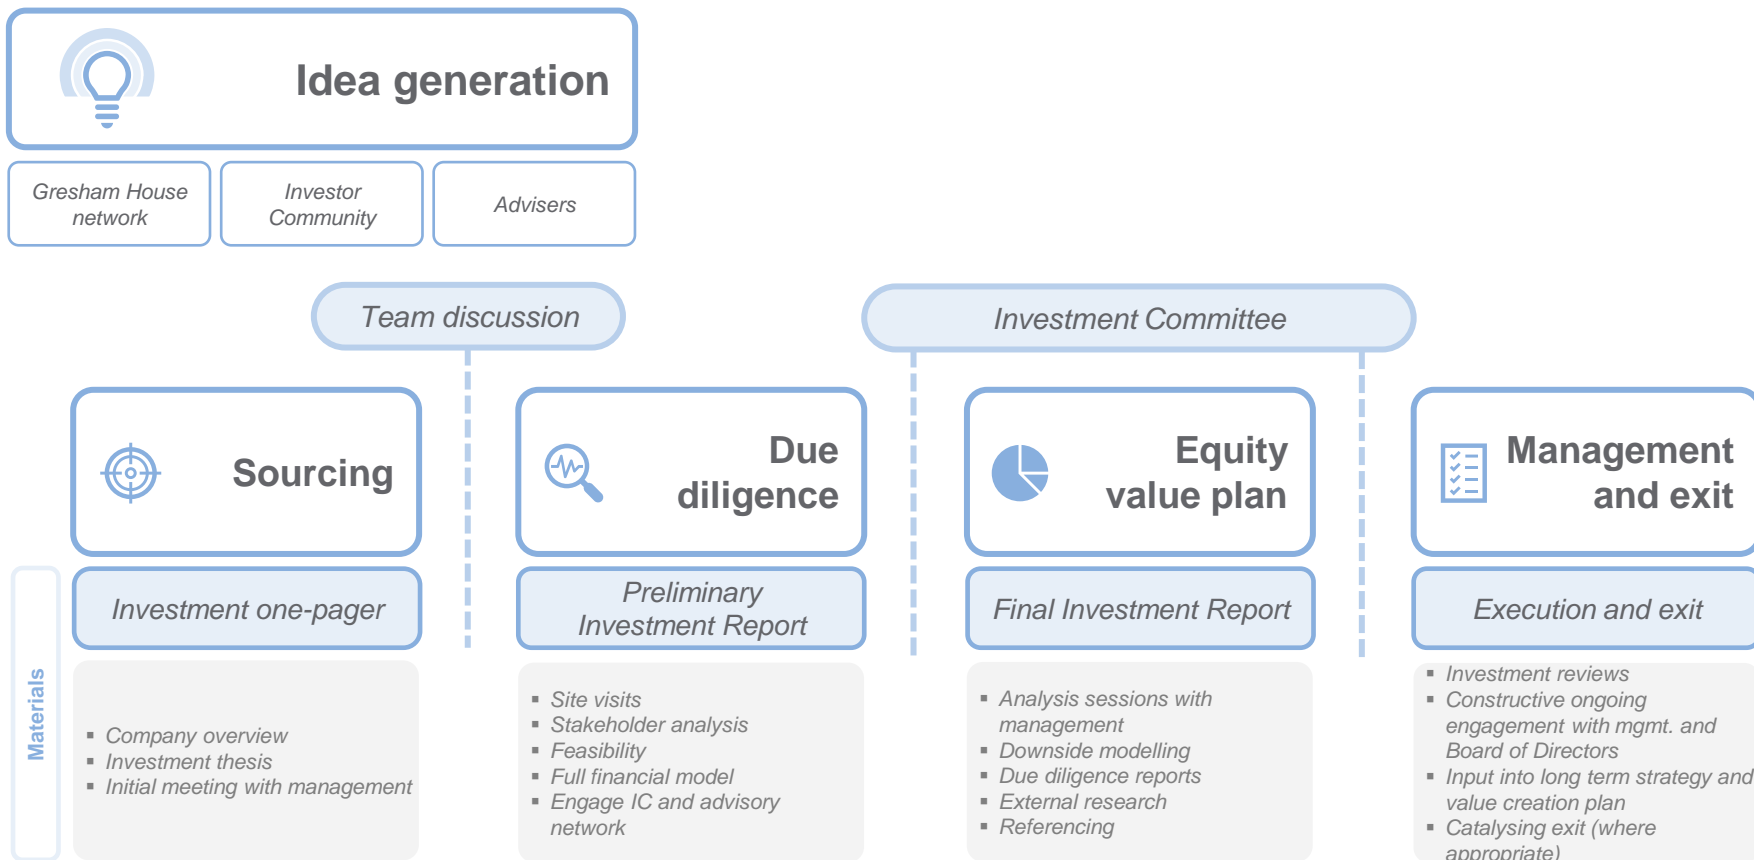 Idea generation
Gresham House
network
Investor
Community
Advisers
Team discussion
Investment Committee
Sourcing
Due
diligence
Equity
value plan
Management
and exit
Materials
Investment one-pager
Preliminary
Investment Report
Final Investment Report
Execution and exit
▪ Company overview
▪ Investment thesis
▪ Initial meeting with management
▪ Site visits
▪ Stakeholder analysis
▪ Feasibility
▪ Full financial model
▪ Engage IC and advisory
network
▪ Analysis sessions with
management
▪ Downside modelling
▪ Due diligence reports
▪ External research
▪ Referencing
▪ Investment reviews
▪ Constructive ongoing
engagement with mgmt. and
Board of Directors
▪ Input into long term strategy and
value creation plan
▪ Catalysing exit (where
appropriate)